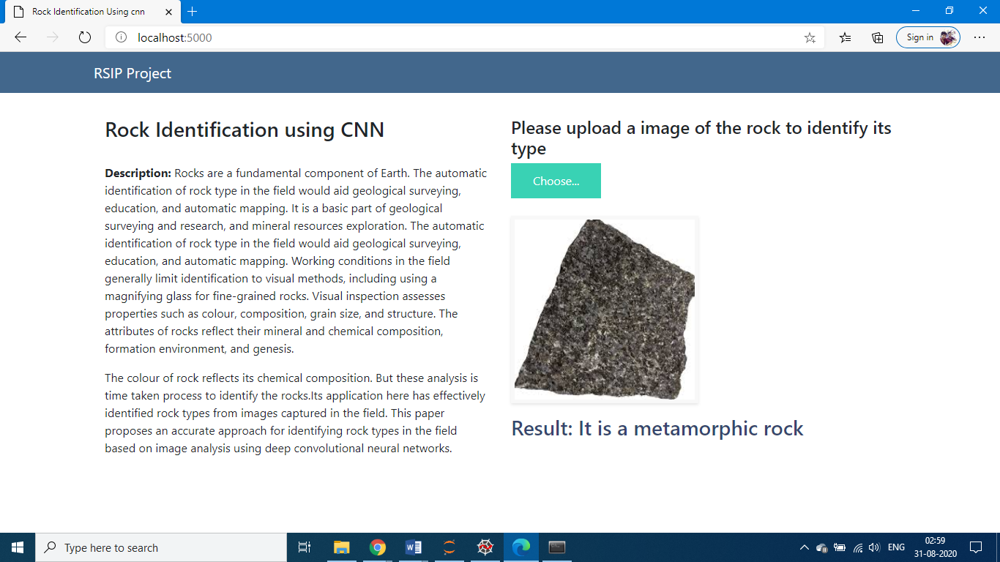 Rock Identification Using cnn
localhost:5000
Sign in
RSIP Project
Rock Identification using CNN
Description: Rocks are a fundamental component of Earth. The automatic
identification of rock type in the field would aid geological surveying,
education, and automatic mapping. It is a basic part of geological
surveying and research, and mineral resources exploration. The automatic
identification of rock type in the field would aid geological surveying,
education, and automatic mapping. Working conditions in the field
generally limit identification to visual methods, including using a
magnifying glass for fine-grained rocks. Visual inspection assesses
properties such as colour, composition, grain size, and structure. The
attributes of rocks reflect their mineral and chemical composition,
formation environment, and genesis.
The colour of rock reflects its chemical composition. But these analysis is
time taken process to identify the rocks.Its application here has effectively
identified rock types from images captured in the field. This paper
proposes an accurate approach for identifying rock types in the field
based on image analysis using deep convolutional neural networks.
Please upload a image of the rock to identify its
type
Choose...
Result: It is a metamorphic rock
Type here to search
W
ENG
02:59
31-08-2020